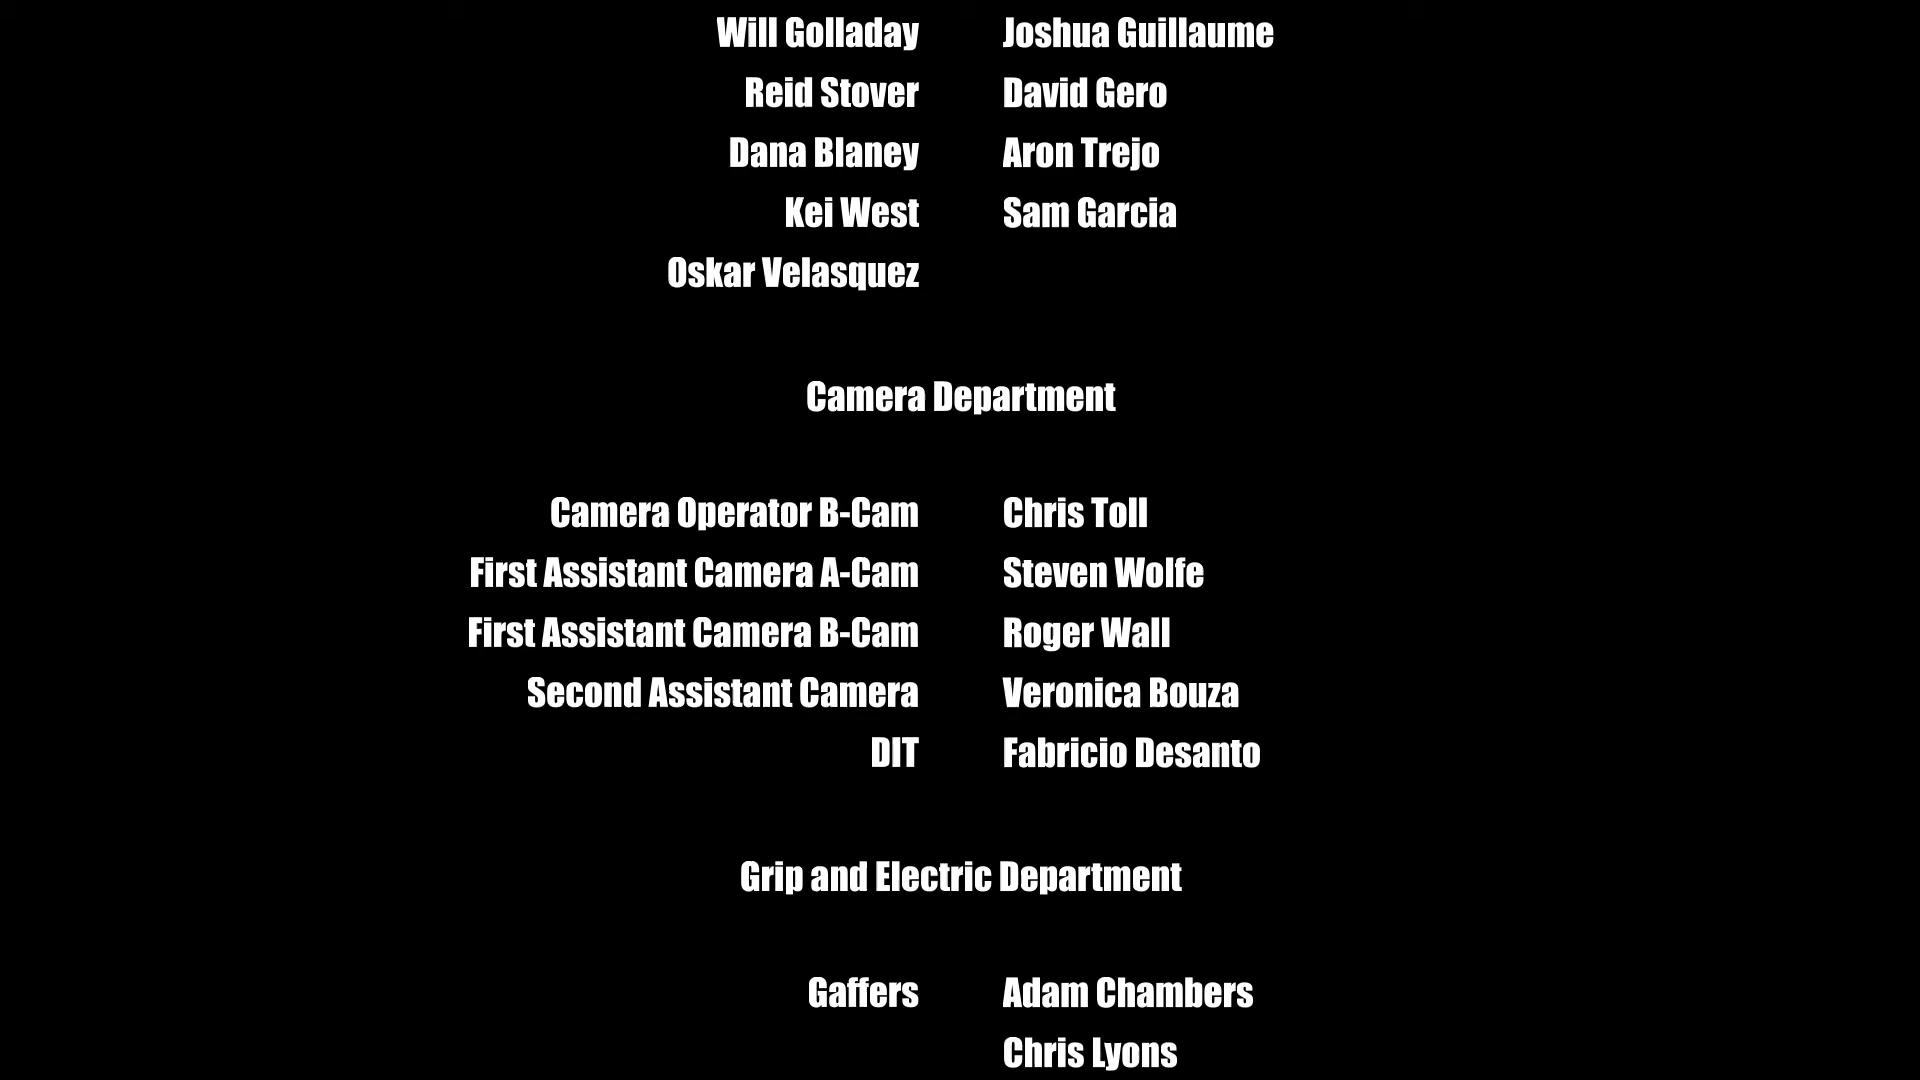 Will Golladay Joshua Guillaume
Reid Stover David Gero
Dana Blaney Aron Trejo
Kei West Sam Garcia
Oskar Velasquez
Camera Department
Camera Operator B-Cam Chris Toll
First Assistant Camera A-Cam Steven Wolfe
First Assistant Camera B-Cam Roger Wall
Second Assistant Camera Veronica Bouza
DIT Fabricio Desanto
Grip and Electric Department
Gaffers Adam Chambers
Chris Lyons